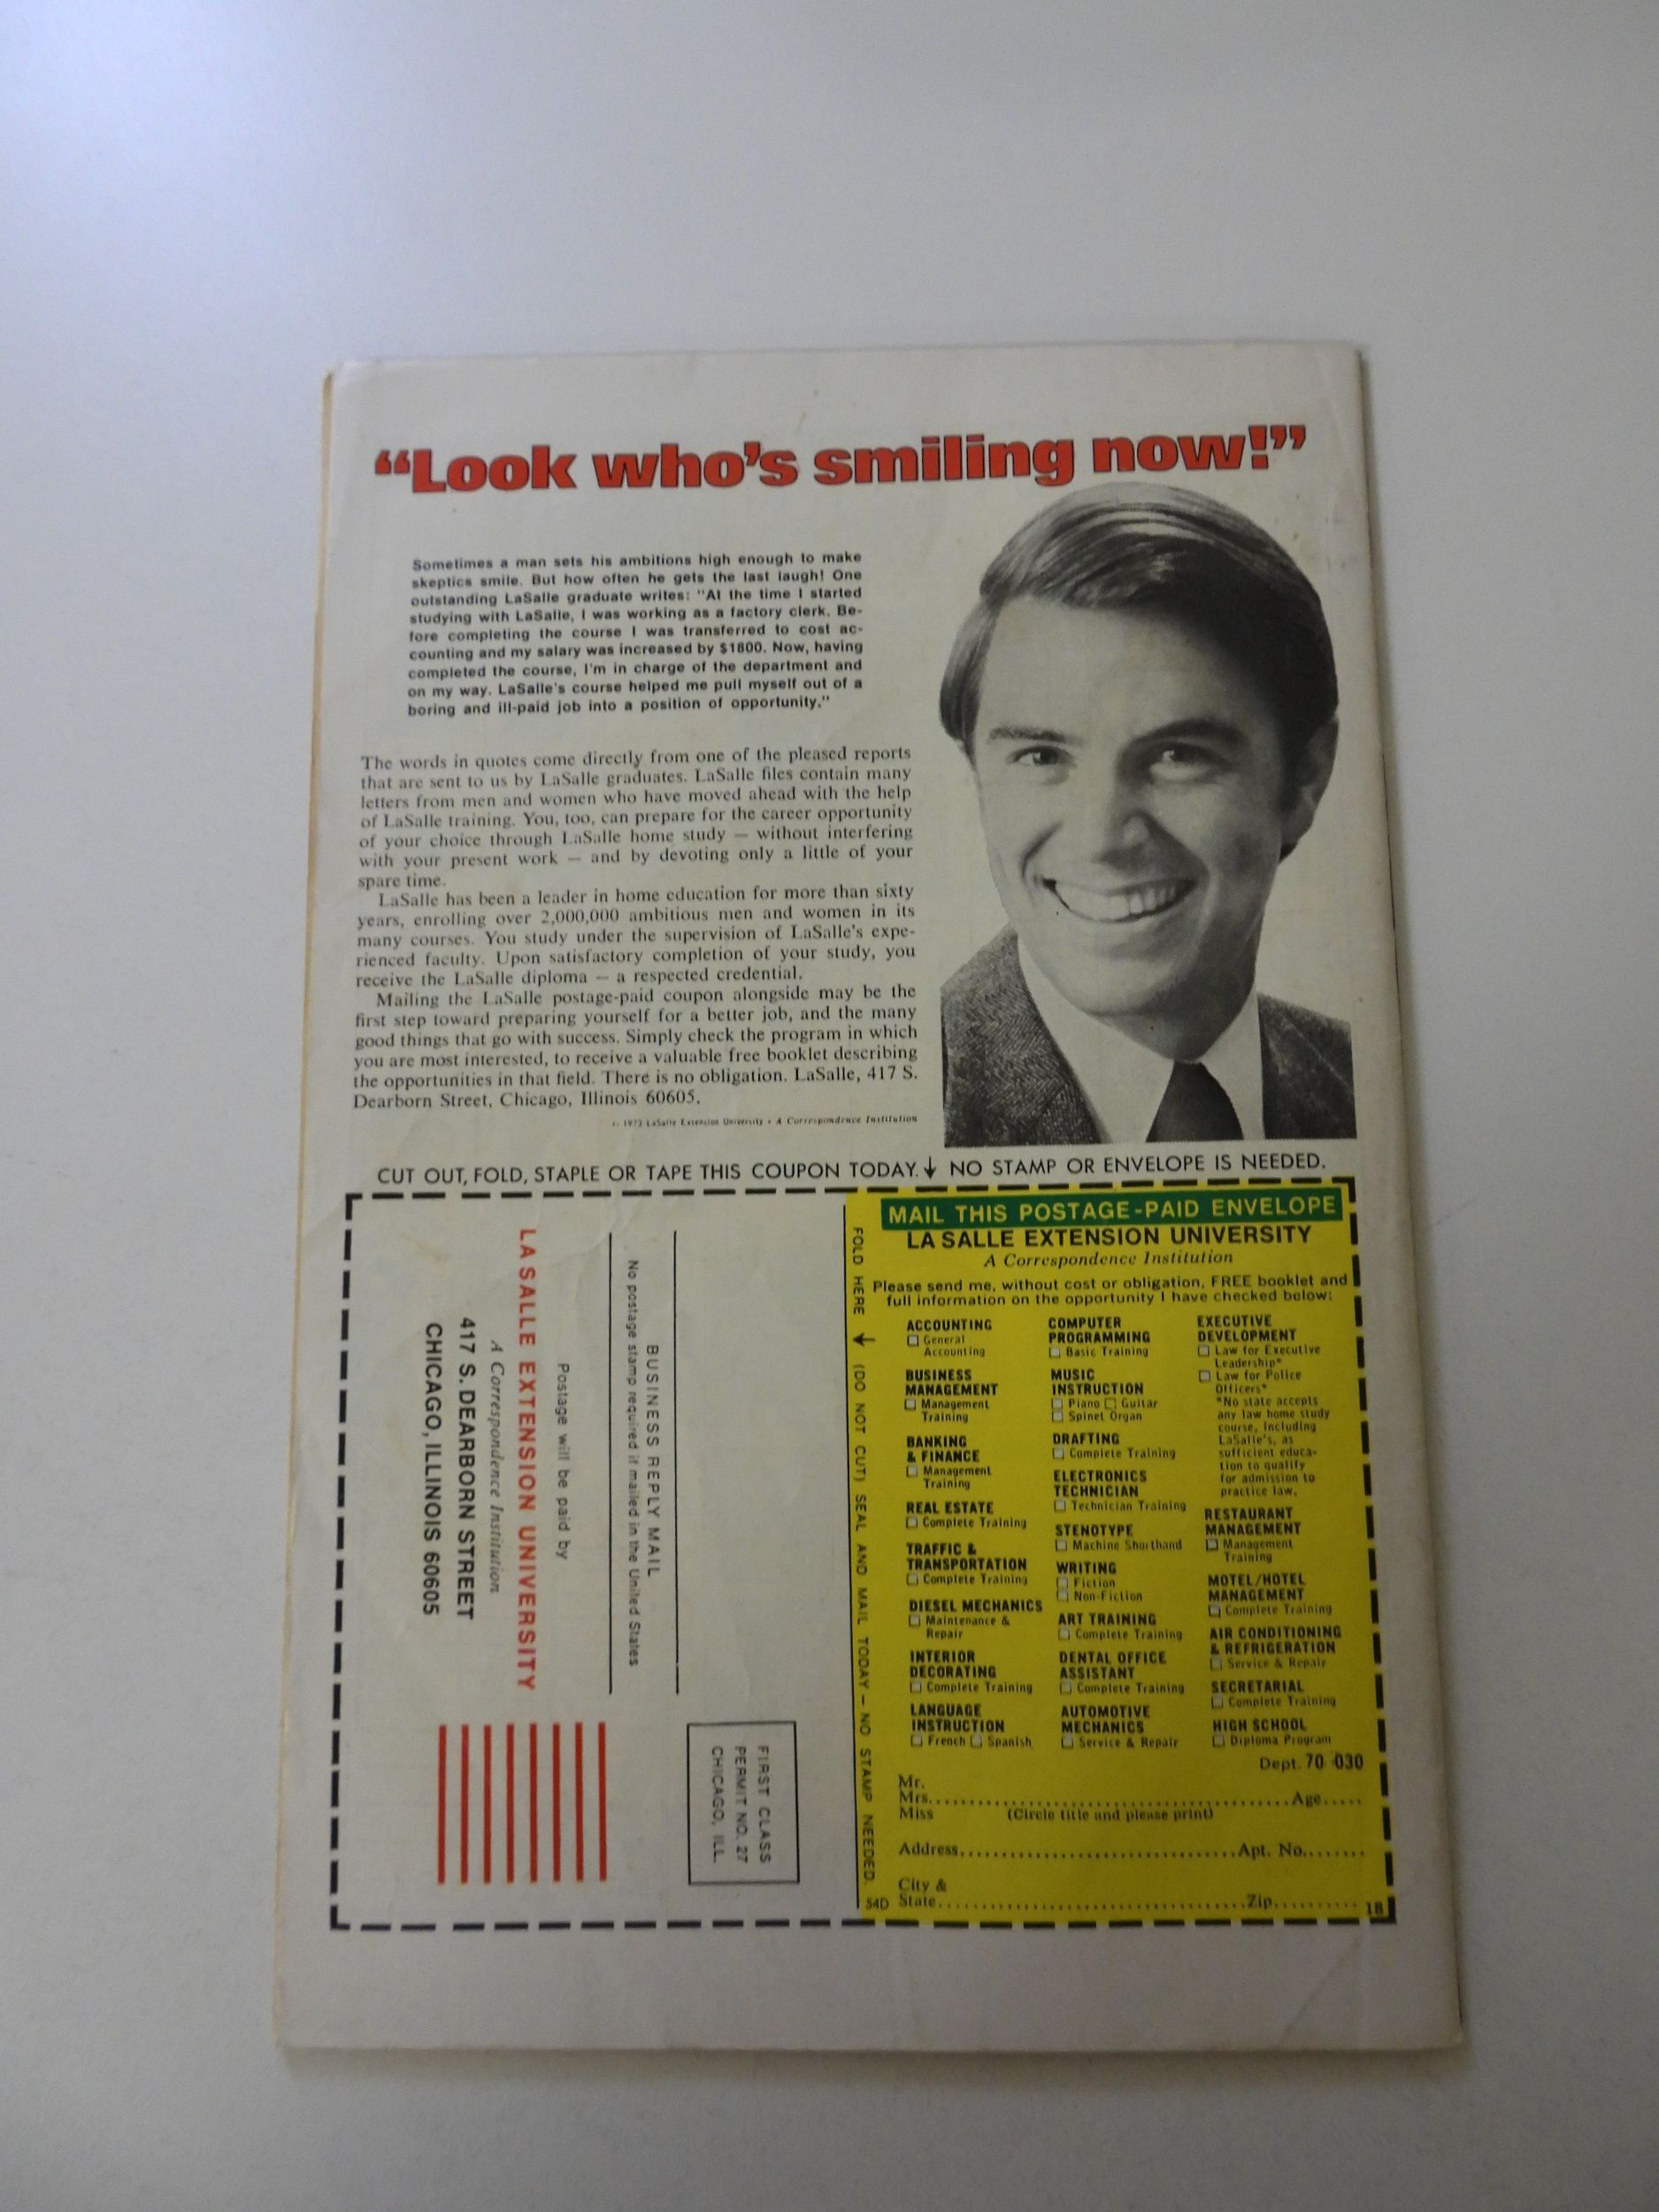 “Look who’s smiling now!”
Sometimes a man sets his ambitions high enough to make
skeptics smile. But how often he gets the last laugh! One
outstanding LaSalle graduate writes: "At the time I started
studying with LaSalle, I was working as a factory clerk. Be-
fore completing the course I was transferred to cost ac-
counting and my salary was increased by $1800. Now, having
completed the course, I'm in charge of the department and
on my way. LaSalle's course helped me pull myself out of a
boring and ill-paid job into a position of opportunity."
The words in quotes come directly from one of the pleased reports
that are sent to us by LaSalle graduates. LaSalle files contain many
letters from men and women who have moved ahead with the help
of LaSalle training. You, too, can prepare for the career opportunity
of your choice through LaSalle home study — without interfering
with your present work — and by devoting only a little of your
spare time.
LaSalle has been a leader in home education for more than sixty
years, enrolling over 2,000,000 ambitious men and women in its
many courses. You study under the supervision of LaSalle's expe-
rienced faculty. Upon satisfactory completion of your study, you
receive the LaSalle diploma — a respected credential.
Mailing the LaSalle postage-paid coupon alongside may be the
first step toward preparing yourself for a better job, and the many
good things that go with success. Simply check the program in which
you are most interested, to receive a valuable free booklet describing
the opportunities in that field. There is no obligation. LaSalle, 417 S.
Dearborn Street, Chicago, Illinois 60605.
© 1973 LaSalle Extension University • A Correspondence Institution
CUT OUT, FOLD, STAPLE OR TAPE THIS COUPON TODAY. ↓ NO STAMP OR ENVELOPE IS NEEDED.
FIRST CLASS
PERMIT NO. 27
CHICAGO, ILL.
BUSINESS REPLY MAIL
No postage stamp required if mailed in the United States
Postage will be paid by
LA SALLE EXTENSION UNIVERSITY
A Correspondence Institution
417 S. DEARBORN STREET
CHICAGO, ILLINOIS 60605
FOLD HERE → (DO NOT CUT) SEAL AND MAIL TODAY – NO STAMP NEEDED.
54D
MAIL THIS POSTAGE-PAID ENVELOPE
LA SALLE EXTENSION UNIVERSITY
A Correspondence Institution
Please send me, without cost or obligation, FREE booklet and
full information on the opportunity I have checked below:
ACCOUNTING
☐ General
Accounting
BUSINESS
MANAGEMENT
☐ Management
Training
BANKING
& FINANCE
☐ Management
Training
REAL ESTATE
☐ Complete Training
TRAFFIC &
TRANSPORTATION
☐ Complete Training
DIESEL MECHANICS
☐ Maintenance &
Repair
INTERIOR
DECORATING
☐ Complete Training
LANGUAGE
INSTRUCTION
☐ French ☐ Spanish
COMPUTER
PROGRAMMING
☐ Basic Training
MUSIC
INSTRUCTION
☐ Piano ☐ Guitar
☐ Spinet Organ
DRAFTING
☐ Complete Training
ELECTRONICS
TECHNICIAN
☐ Technician Training
STENOTYPE
☐ Machine Shorthand
WRITING
☐ Fiction
☐ Non-Fiction
ART TRAINING
☐ Complete Training
DENTAL OFFICE
ASSISTANT
☐ Complete Training
AUTOMOTIVE
MECHANICS
☐ Service & Repair
EXECUTIVE
DEVELOPMENT
☐ Law for Executive
Leadership*
☐ Law for Police
Officers*
*No state accepts
any law home study
course, including
LaSalle's, as
sufficient educa-
tion to qualify
for admission to
practice law.
RESTAURANT
MANAGEMENT
☐ Management
Training
MOTEL/HOTEL
MANAGEMENT
☐ Complete Training
AIR CONDITIONING
& REFRIGERATION
☐ Service & Repair
SECRETARIAL
☐ Complete Training
HIGH SCHOOL
☐ Diploma Program
Dept. 70-030
Mr.
Mrs. Age
Miss (Circle title and please print)
Address Apt. No.
City &
State Zip
18